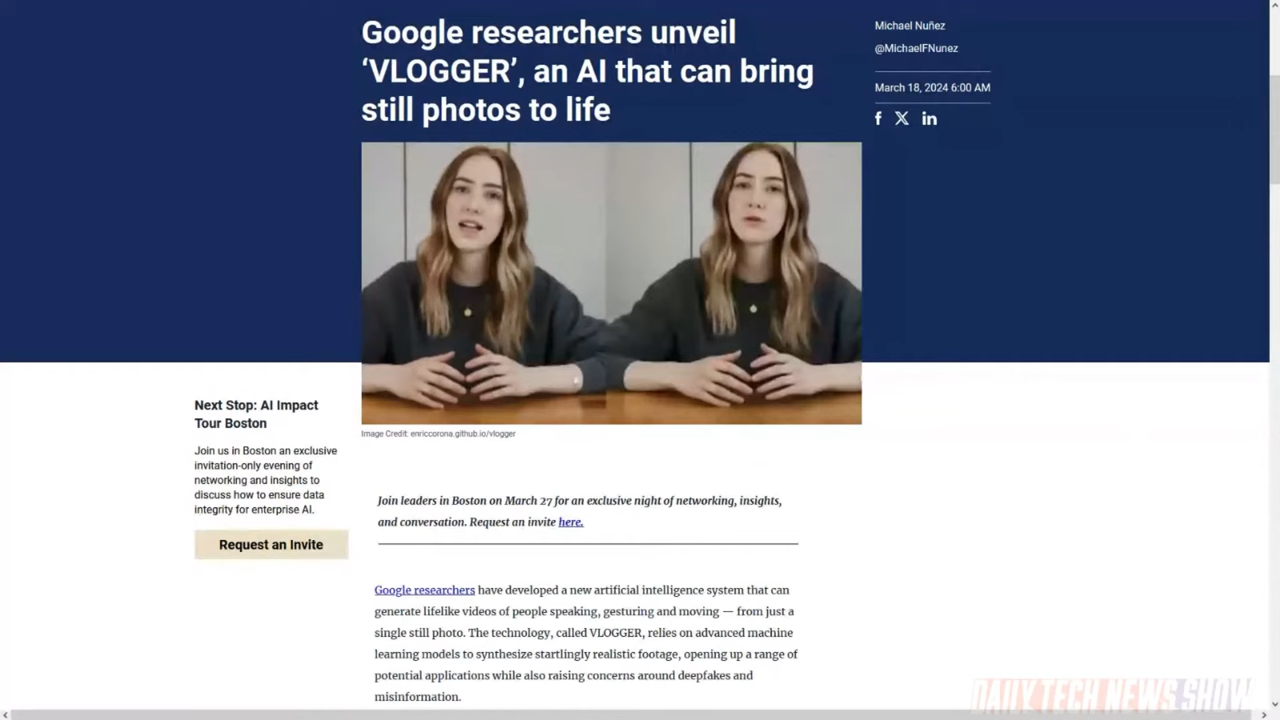 Google researchers unveil
‘VLOGGER’, an AI that can bring
still photos to life
Michael Nuñez
@MichaelFNunez
March 18, 2024 6:00 AM
Image Credit: enriccorona.github.io/vlogger
Next Stop: AI Impact
Tour Boston
Join us in Boston an exclusive
invitation-only evening of
networking and insights to
discuss how to ensure data
integrity for enterprise AI.
Request an Invite
Join leaders in Boston on March 27 for an exclusive night of networking, insights,
and conversation. Request an invite here.
Google researchers have developed a new artificial intelligence system that can
generate lifelike videos of people speaking, gesturing and moving — from just a
single still photo. The technology, called VLOGGER, relies on advanced machine
learning models to synthesize startlingly realistic footage, opening up a range of
potential applications while also raising concerns around deepfakes and
misinformation.
DAILY TECH NEWS SHOW